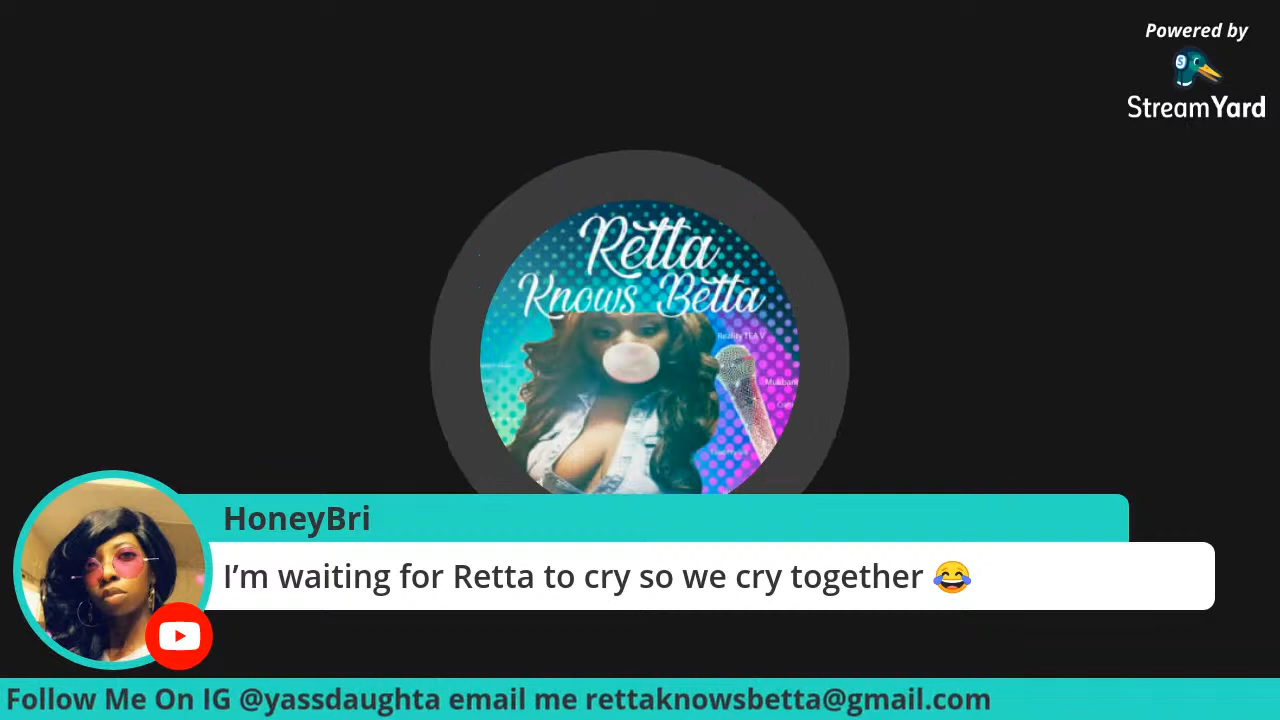 Powered by
StreamYard
Retta
Knows Betta
HoneyBri
I’m waiting for Retta to cry so we cry together 😂
Follow Me On IG @yassdaughta email me rettaknowsbetta@gmail.com